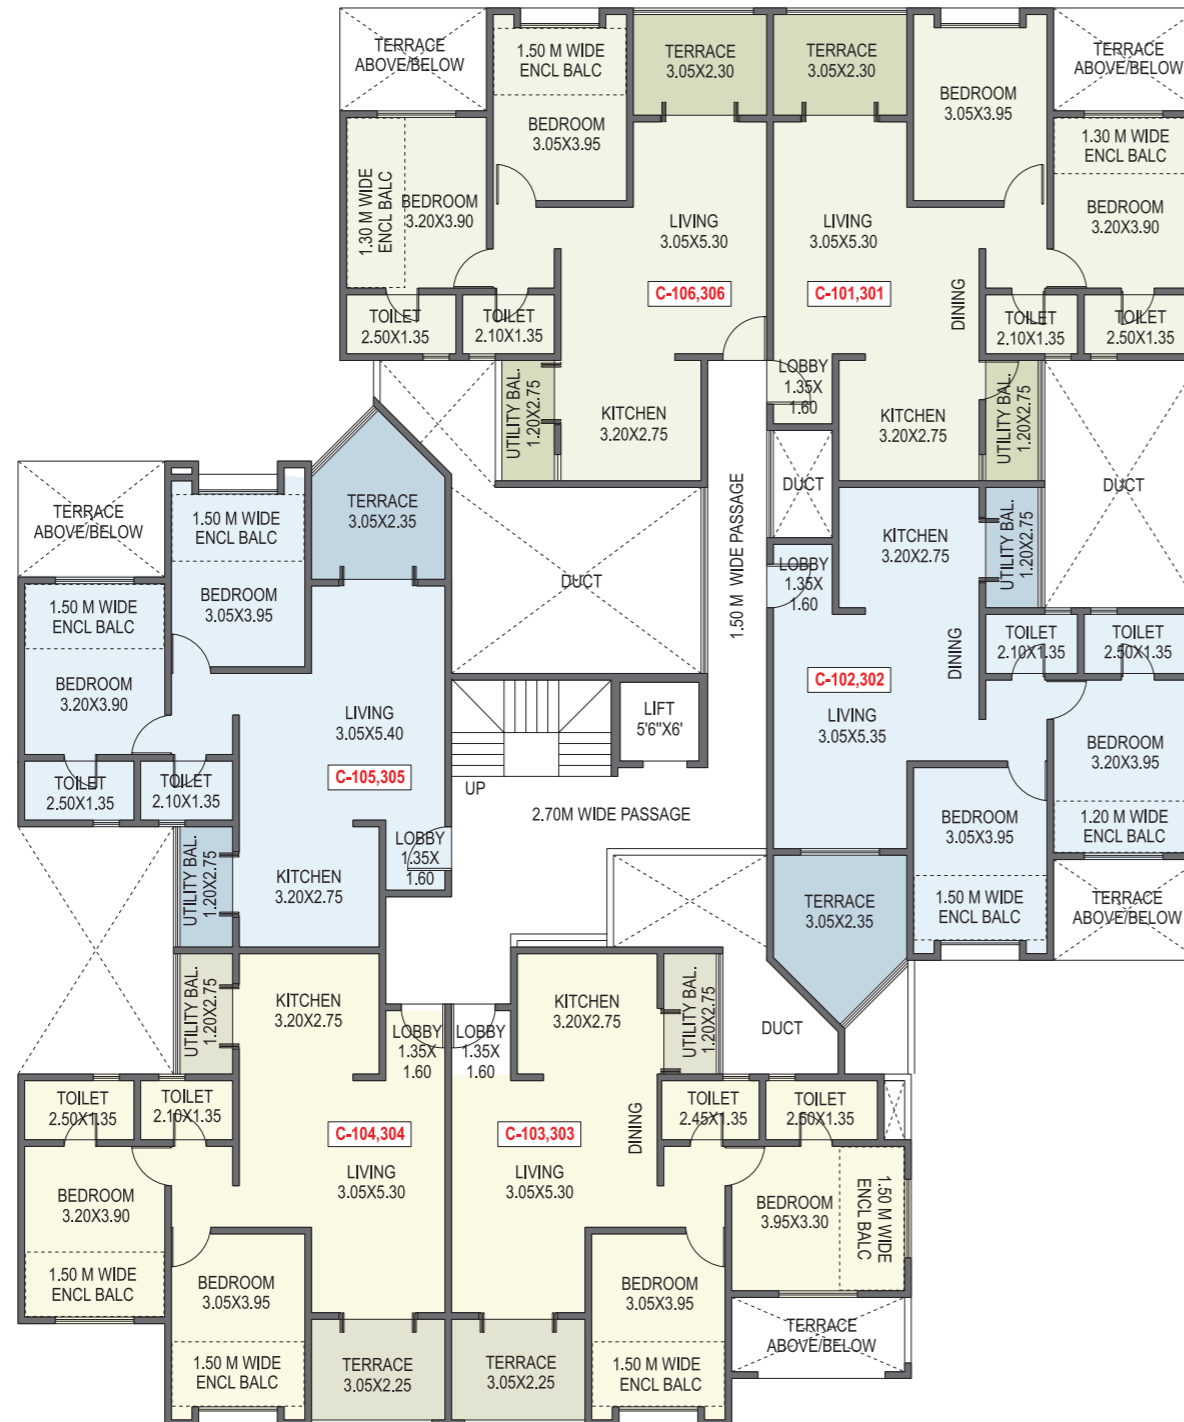 TERRACE
ABOVE/BELOW
1.50 M WIDE
ENCL BALC
BEDROOM
3.05X3.95
TERRACE
3.05X2.30
TERRACE
3.05X2.30
BEDROOM
3.05X3.95
TERRACE
ABOVE/BELOW
1.30 M WIDE
ENCL BALC
BEDROOM
3.20X3.90
1.30 M WIDE
ENCL BALC
BEDROOM
3.20X3.90
LIVING
3.05X5.30
LIVING
3.05X5.30
C-106,306
C-101,301
DINING
TOILET
2.50X1.35
TOILET
2.10X1.35
TOILET
2.10X1.35
TOILET
2.50X1.35
UTILITY BAL.
1.20X2.75
KITCHEN
3.20X2.75
LOBBY
1.35X
1.60
KITCHEN
3.20X2.75
UTILITY BAL.
1.20X2.75
DUCT
DUCT
1.50 M WIDE PASSAGE
TERRACE
ABOVE/BELOW
1.50 M WIDE
ENCL BALC
BEDROOM
3.05X3.95
TERRACE
3.05X2.35
DUCT
LOBBY
1.35X
1.60
KITCHEN
3.20X2.75
UTILITY BAL.
1.20X2.75
1.50 M WIDE
ENCL BALC
BEDROOM
3.20X3.90
DINING
TOILET
2.10X1.35
TOILET
2.50X1.35
C-102,302
LIVING
3.05X5.35
LIVING
3.05X5.40
C-105,305
LIFT
5'6"X6'
UP
2.70M WIDE PASSAGE
BEDROOM
3.20X3.95
1.20 M WIDE
ENCL BALC
BEDROOM
3.05X3.95
1.50 M WIDE
ENCL BALC
TERRACE
ABOVE/BELOW
TOILET
2.50X1.35
TOILET
2.10X1.35
UTILITY BAL.
1.20X2.75
KITCHEN
3.20X2.75
LOBBY
1.35X
1.60
TERRACE
3.05X2.35
UTILITY BAL.
1.20X2.75
KITCHEN
3.20X2.75
LOBBY
1.35X
1.60
LOBBY
1.35X
1.60
KITCHEN
3.20X2.75
UTILITY BAL.
1.20X2.75
DUCT
TOILET
2.50X1.35
TOILET
2.10X1.35
C-104,304
C-103,303
DINING
TOILET
2.45X1.35
TOILET
2.50X1.35
LIVING
3.05X5.30
LIVING
3.05X5.30
BEDROOM
3.20X3.90
1.50 M WIDE
ENCL BALC
BEDROOM
3.95X3.30
1.50 M WIDE
ENCL BALC
BEDROOM
3.05X3.95
1.50 M WIDE
ENCL BALC
TERRACE
3.05X2.25
TERRACE
3.05X2.25
BEDROOM
3.05X3.95
1.50 M WIDE
ENCL BALC
TERRACE
ABOVE/BELOW